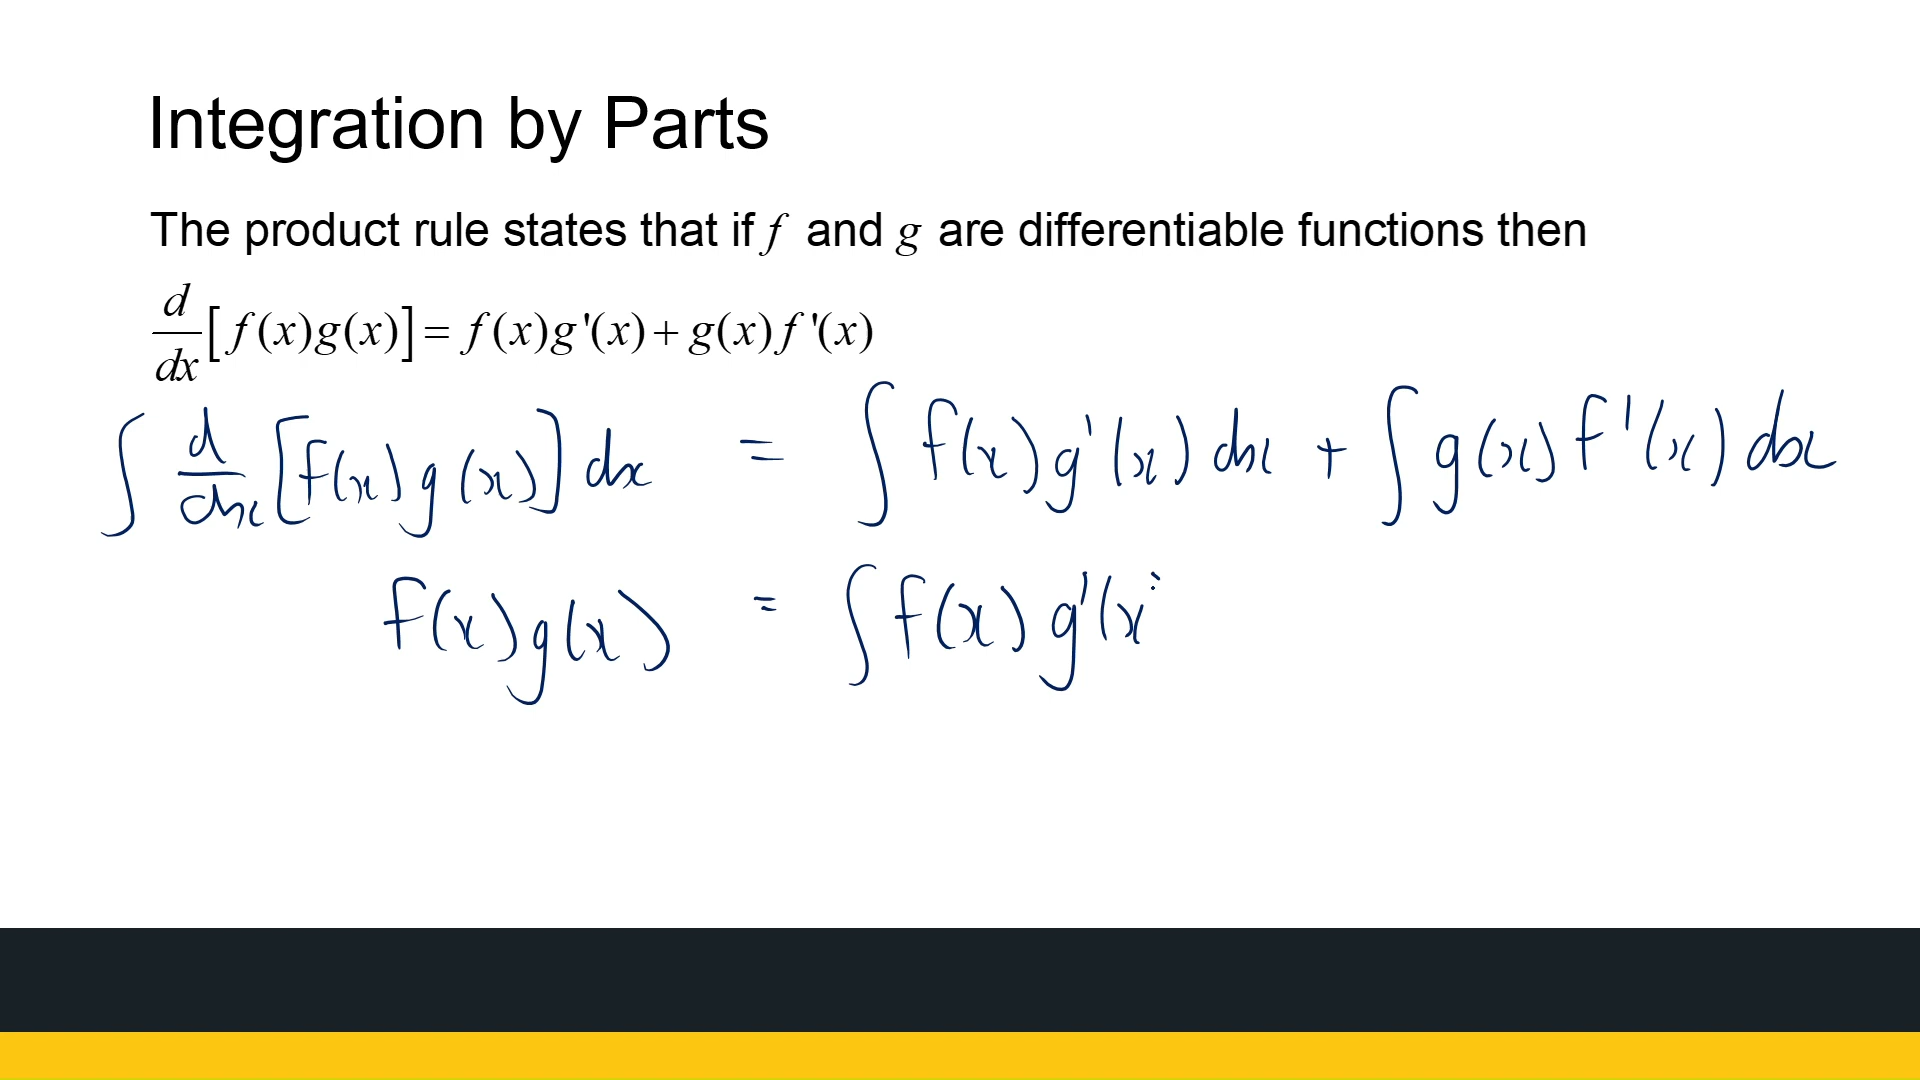 Integration by Parts
The product rule states that if f and g are differentiable functions then
d/dx [f(x)g(x)] = f(x)g'(x) + g(x)f'(x)
∫ d/dx [f(x)g(x)] dx = ∫ f(x)g'(x) dx + ∫ g(x)f'(x) dx
f(x)g(x) = ∫ f(x)g'(x